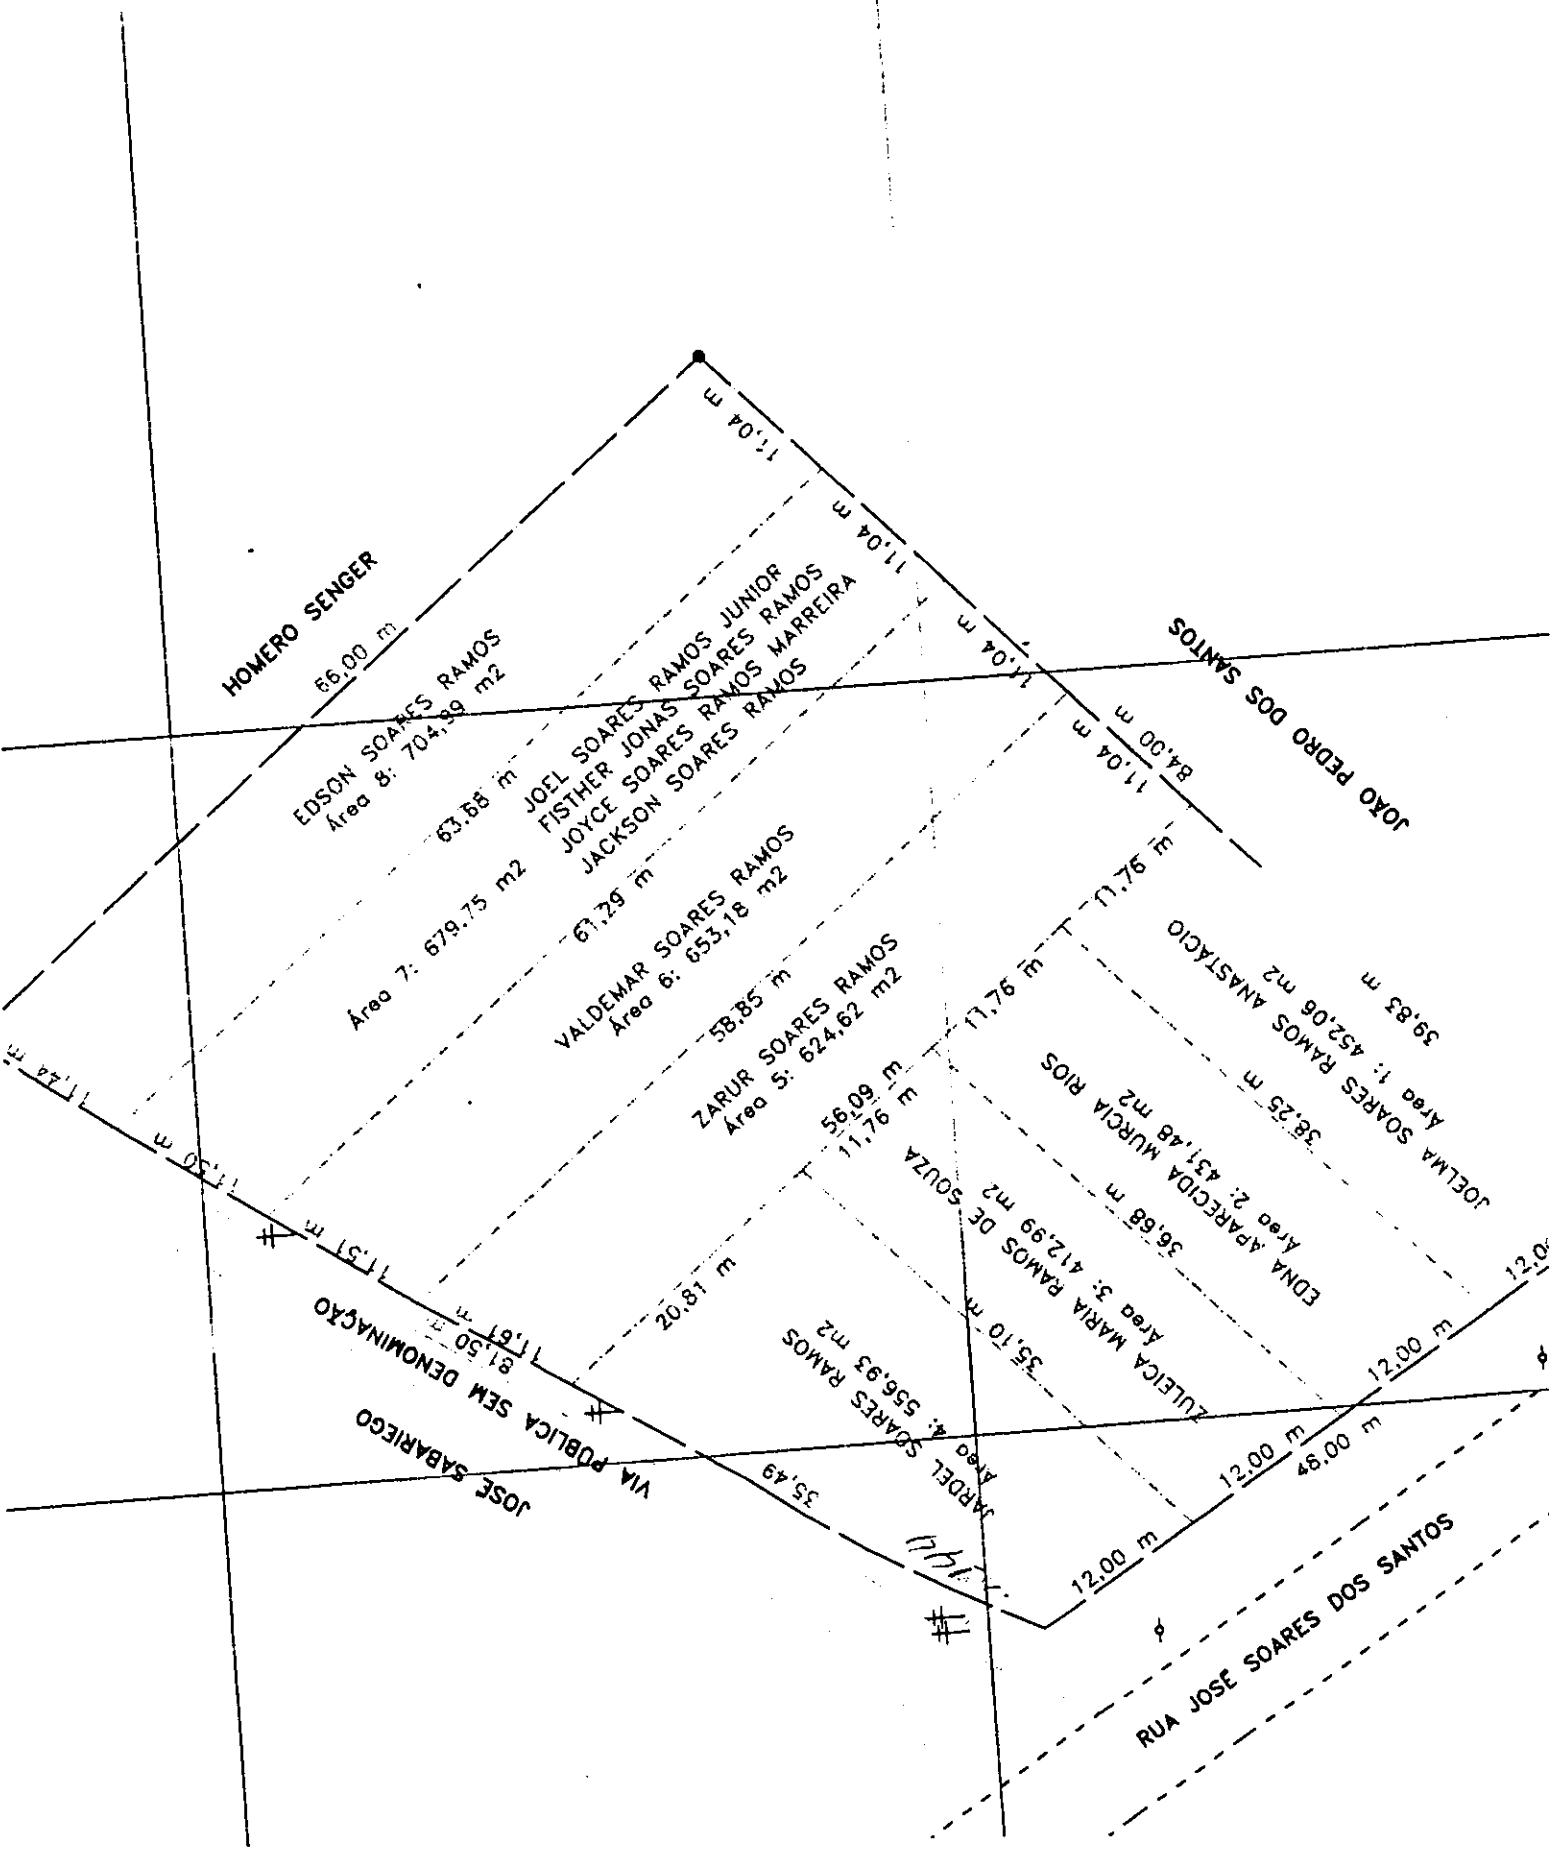 HOMERO SENGER
66,00 m
EDSON SOARES RAMOS
Área 8: 704,99 m2
11,04 m
63.68 m
JOEL SOARES RAMOS JUNIOR
FISTHER JONAS SOARES RAMOS
JOYCE SOARES RAMOS MARREIRA
JACKSON SOARES RAMOS
Área 7: 679.75 m2
11,04 m
61,29 m
VALDEMAR SOARES RAMOS
Área 6: 653,18 m2
11,04 m
58,85 m
ZARUR SOARES RAMOS
Área 5: 624,62 m2
11,04 m
84,00 m
JOÃO PEDRO DOS SANTOS
11,76 m
11,76 m
56,09 m
11,76 m
20,81 m
JOELMA SOARES RAMOS ANASTÁCIO
Área 1: 452,06 m2
39,83 m
38,25 m
EDNA APARECIDA MURCIA RIOS
Área 2: 431,48 m2
36,68 m
ZULEICA MARIA RAMOS DE SOUZA
Área 3: 412,99 m2
35,10 m
JARDEL SOARES RAMOS
Área 4: 556,93 m2
11,44 m
11,50 m
11,51 m
11,61 m
81,50 m
35,49
VIA PÚBLICA SEM DENOMINAÇÃO
JOSÉ SABARIEGO
12,00 m
12,00 m
12,00 m
48,00 m
RUA JOSÉ SOARES DOS SANTOS